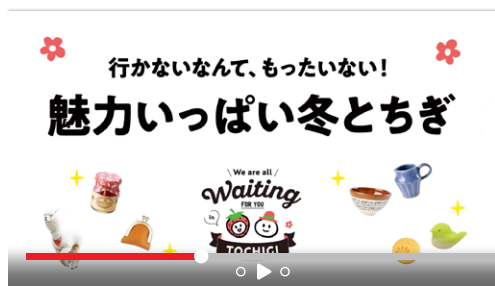 行かないなんて、もったいない!
魅力いっぱい冬とちぎ
We are all
Waiting
FOR YOU
in
TOCHIGI